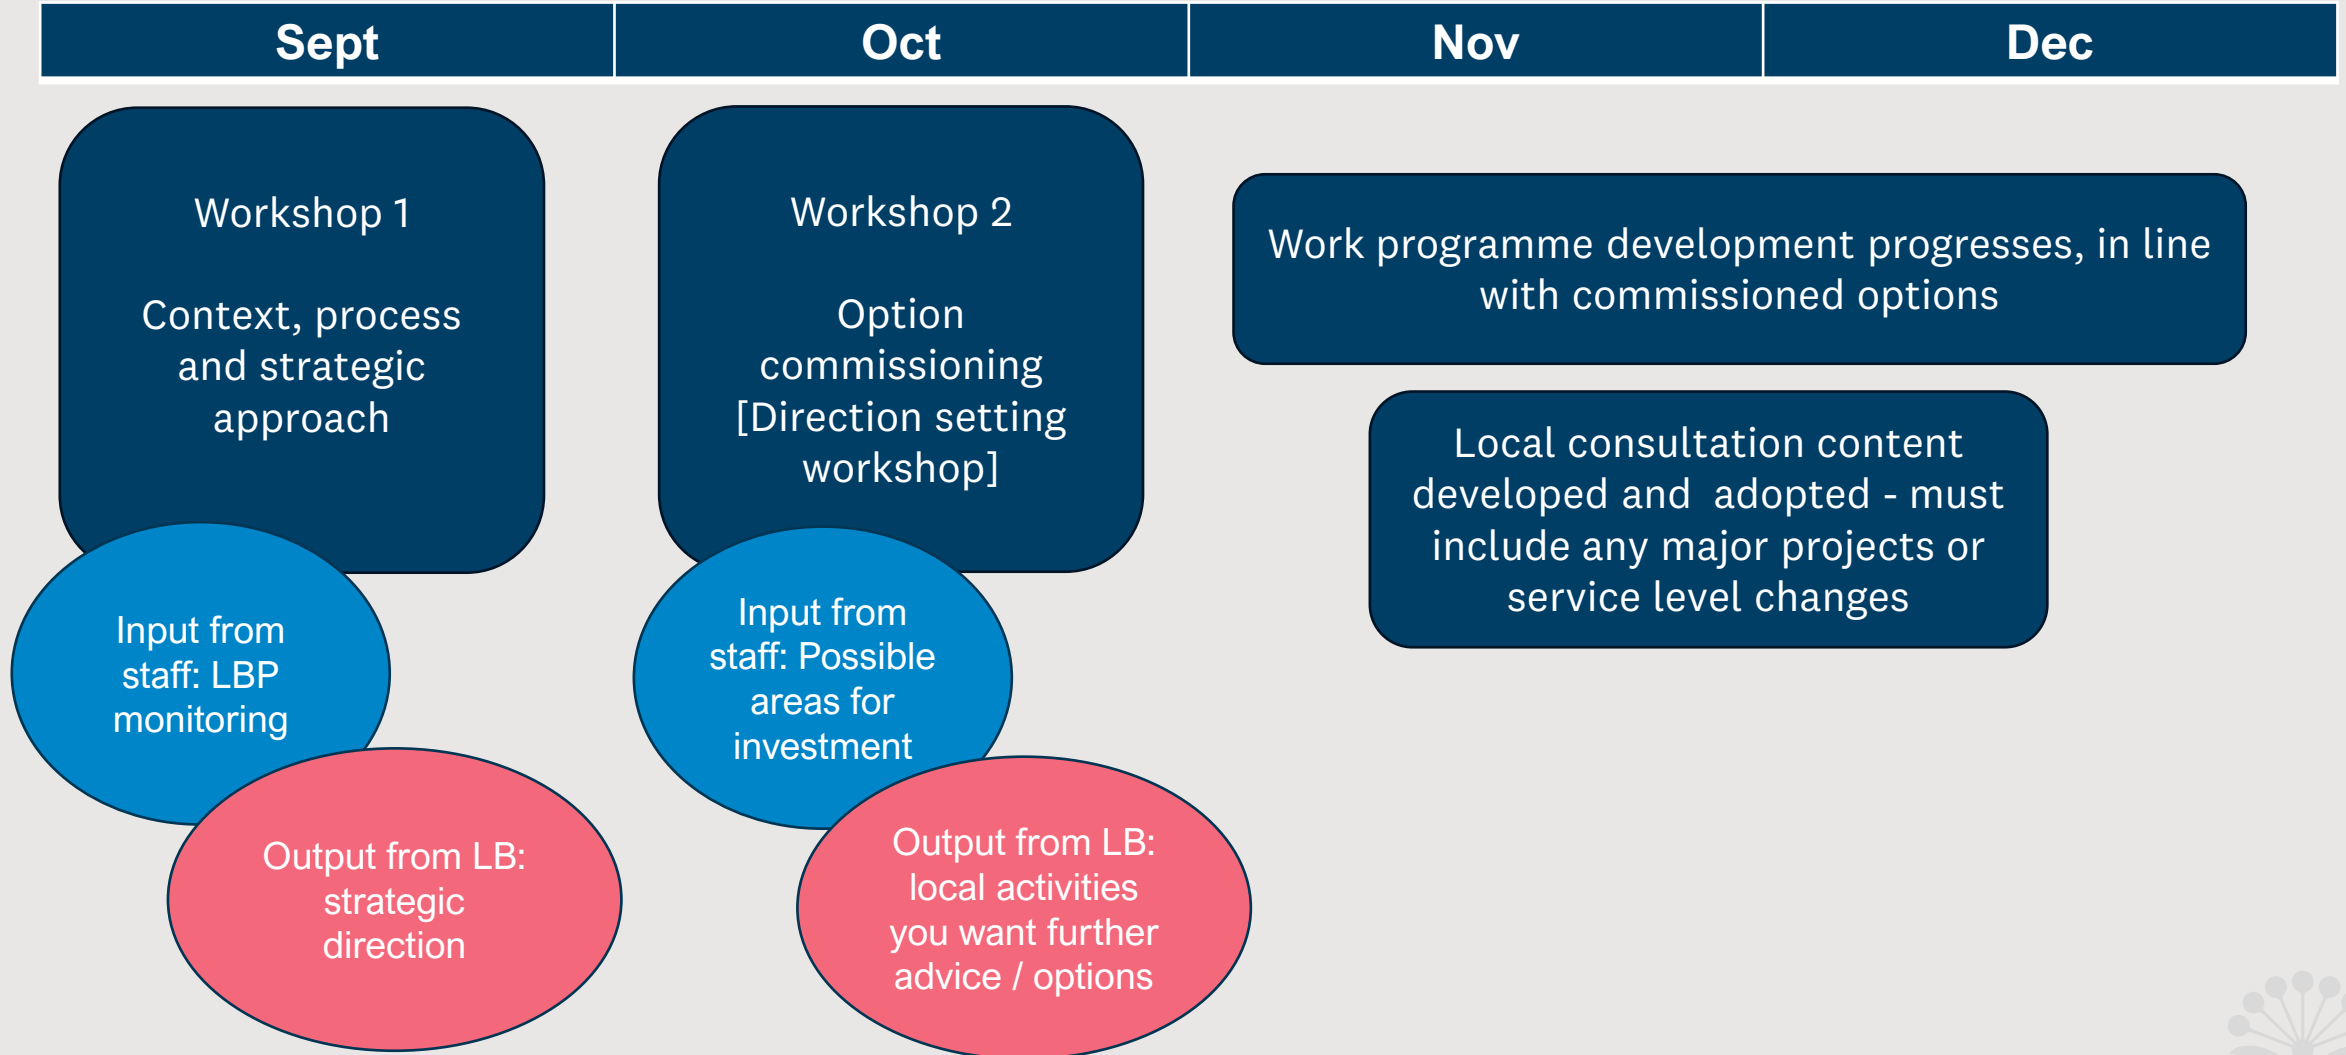 Sept
Oct
Nov
Dec
Workshop 1
Context, process
and strategic
approach
Workshop 2
Option
commissioning
[Direction setting
workshop]
Work programme development progresses, in line
with commissioned options
Local consultation content
developed and  adopted - must
include any major projects or
service level changes
Input from
staff: LBP
monitoring
Output from LB:
strategic
direction
Input from
staff: Possible
areas for
investment
Output from LB:
local activities
you want further
advice / options